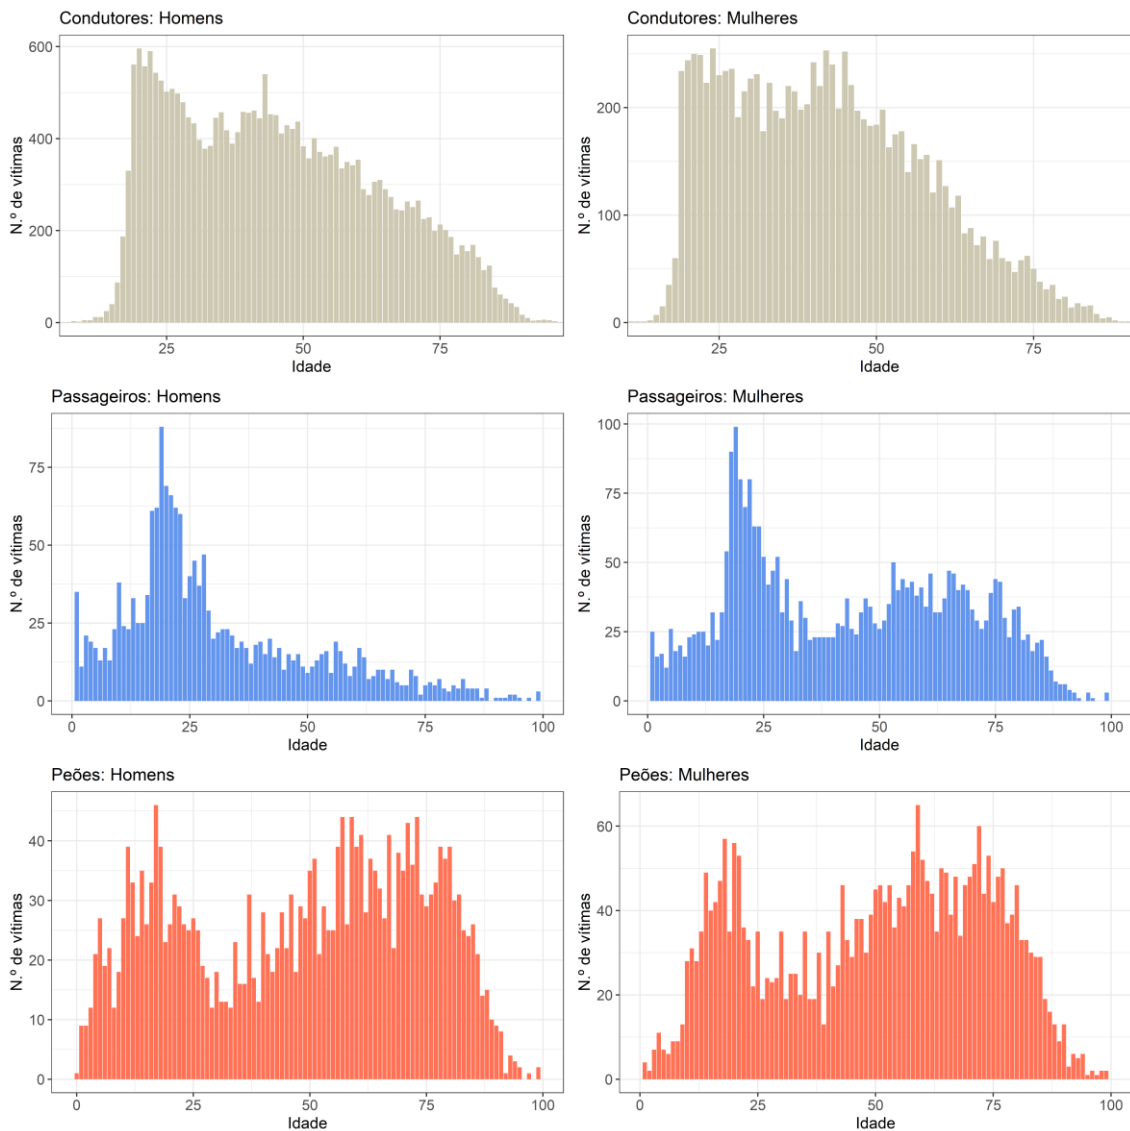 Condutores: Homens
N.º de vítimas
600
400
200
0
25
50
75
Idade
Condutores: Mulheres
N.º de vítimas
200
100
0
25
50
75
Idade
Passageiros: Homens
N.º de vítimas
75
50
25
0
0
25
50
75
100
Idade
Passageiros: Mulheres
N.º de vítimas
100
75
50
25
0
0
25
50
75
100
Idade
Peões: Homens
N.º de vítimas
40
30
20
10
0
0
25
50
75
100
Idade
Peões: Mulheres
N.º de vítimas
60
40
20
0
0
25
50
75
100
Idade